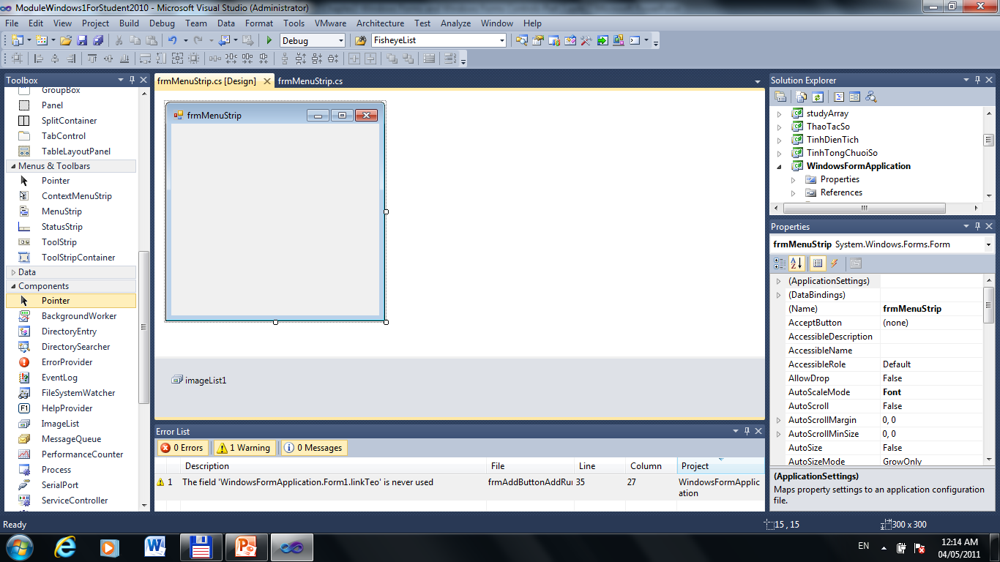 ModuleWindows1ForStudent2010 - Microsoft Visual Studio (Administrator)
File Edit View Project Build Debug Team Data Format Tools VMware Architecture Test Analyze Window Help
Debug FisheyeList
Toolbox
GroupBox
Panel
SplitContainer
TabControl
TableLayoutPanel
Menus & Toolbars
Pointer
ContextMenuStrip
MenuStrip
StatusStrip
ToolStrip
ToolStripContainer
Data
Components
Pointer
BackgroundWorker
DirectoryEntry
DirectorySearcher
ErrorProvider
EventLog
FileSystemWatcher
HelpProvider
ImageList
MessageQueue
PerformanceCounter
Process
SerialPort
ServiceController
frmMenuStrip.cs [Design] frmMenuStrip.cs
frmMenuStrip
imageList1
Error List
0 Errors 1 Warning 0 Messages
Description File Line Column Project
1 The field 'WindowsFormApplication.Form1.linkTeo' is never used frmAddButtonAddRu 35 27 WindowsFormApplic
ation
Solution Explorer
studyArray
ThaoTacSo
TinhDienTich
TinhTongChuoiSo
WindowsFormApplication
Properties
References
Properties
frmMenuStrip System.Windows.Forms.Form
(ApplicationSettings)
(DataBindings)
(Name) frmMenuStrip
AcceptButton (none)
AccessibleDescription
AccessibleName
AccessibleRole Default
AllowDrop False
AutoScaleMode Font
AutoScroll False
AutoScrollMargin 0, 0
AutoScrollMinSize 0, 0
AutoSize False
AutoSizeMode GrowOnly
(ApplicationSettings)
Maps property settings to an application configuration
file.
Ready 15 , 15 300 x 300
EN 12:14 AM
04/05/2011